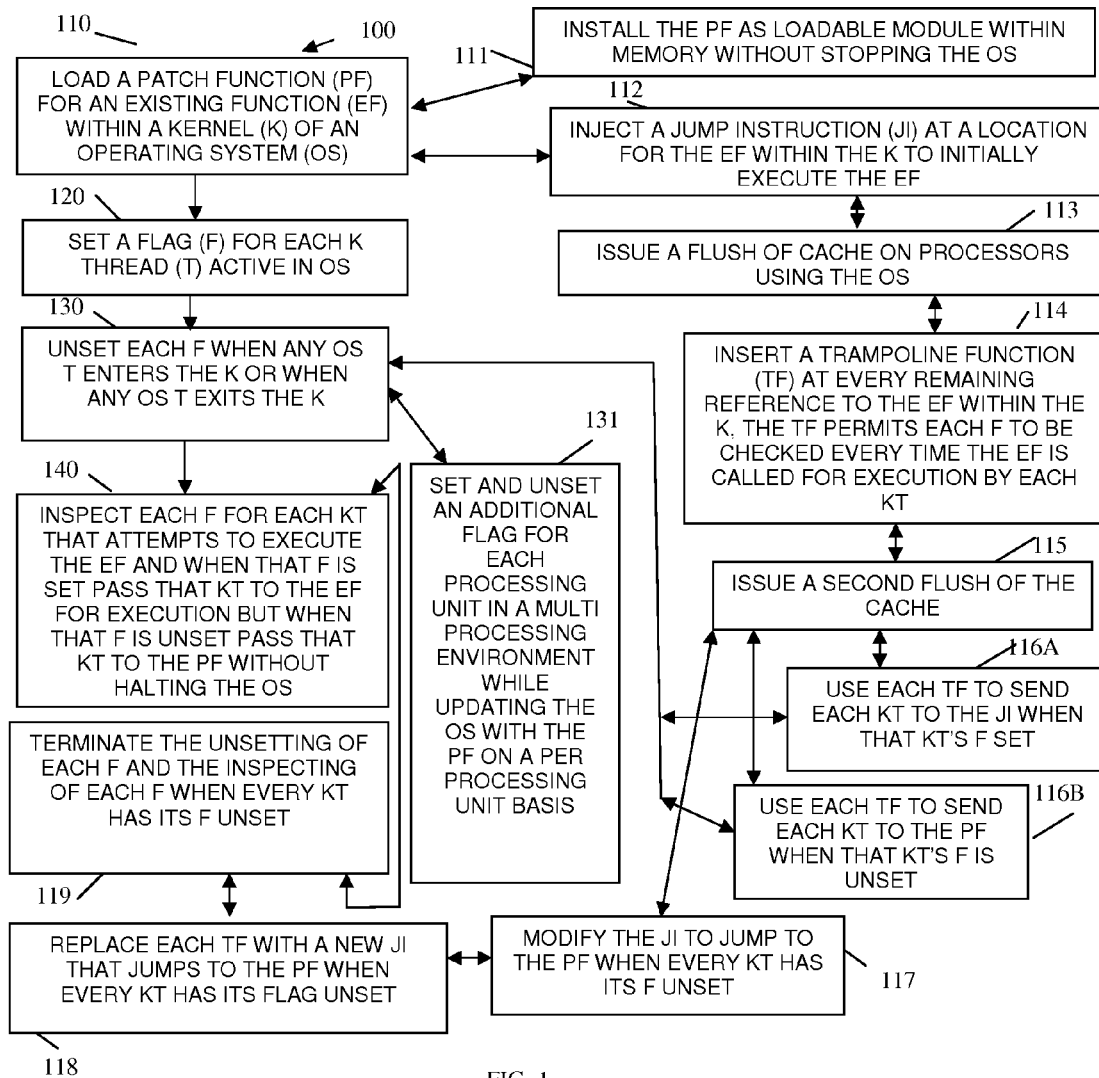 110
100
LOAD A PATCH FUNCTION (PF)
FOR AN EXISTING FUNCTION (EF)
WITHIN A KERNEL (K) OF AN
OPERATING SYSTEM (OS)
111
INSTALL THE PF AS LOADABLE MODULE WITHIN
MEMORY WITHOUT STOPPING THE OS
112
INJECT A JUMP INSTRUCTION (JI) AT A LOCATION
FOR THE EF WITHIN THE K TO INITIALLY
EXECUTE THE EF
120
SET A FLAG (F) FOR EACH K
THREAD (T) ACTIVE IN OS
113
ISSUE A FLUSH OF CACHE ON PROCESSORS
USING THE OS
130
UNSET EACH F WHEN ANY OS
T ENTERS THE K OR WHEN
ANY OS T EXITS THE K
114
INSERT A TRAMPOLINE FUNCTION
(TF) AT EVERY REMAINING
REFERENCE TO THE EF WITHIN THE
K, THE TF PERMITS EACH F TO BE
CHECKED EVERY TIME THE EF IS
CALLED FOR EXECUTION BY EACH
KT
131
SET AND UNSET
AN ADDITIONAL
FLAG FOR
EACH
PROCESSING
UNIT IN A MULTI
PROCESSING
ENVIRONMENT
WHILE
UPDATING THE
OS WITH THE
PF ON A PER
PROCESSING
UNIT BASIS
140
INSPECT EACH F FOR EACH KT
THAT ATTEMPTS TO EXECUTE
THE EF AND WHEN THAT F IS
SET PASS THAT KT TO THE EF
FOR EXECUTION BUT WHEN
THAT F IS UNSET PASS THAT
KT TO THE PF WITHOUT
HALTING THE OS
115
ISSUE A SECOND FLUSH OF THE
CACHE
116A
USE EACH TF TO SEND
EACH KT TO THE JI WHEN
THAT KT'S F SET
116B
USE EACH TF TO SEND
EACH KT TO THE PF
WHEN THAT KT'S F IS
UNSET
TERMINATE THE UNSETTING OF
EACH F AND THE INSPECTING
OF EACH F WHEN EVERY KT
HAS ITS F UNSET
119
REPLACE EACH TF WITH A NEW JI
THAT JUMPS TO THE PF WHEN
EVERY KT HAS ITS FLAG UNSET
118
MODIFY THE JI TO JUMP TO
THE PF WHEN EVERY KT HAS
ITS F UNSET
117
FIG. 1